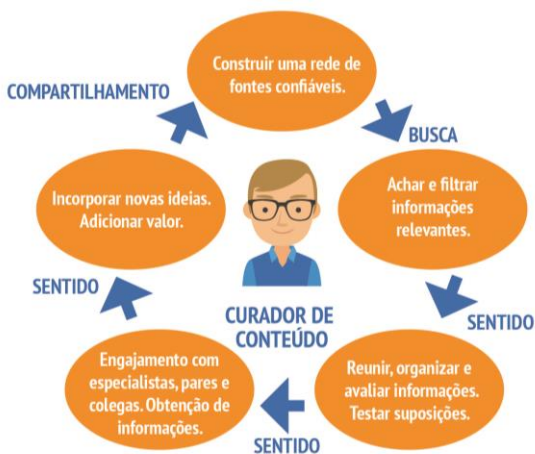 Construir uma rede de
fontes confiáveis.
COMPARTILHAMENTO
BUSCA
Achar e filtrar
informações
relevantes.
Incorporar novas ideias.
Adicionar valor.
SENTIDO
SENTIDO
CURADOR DE
CONTEÚDO
Reunir, organizar e
avaliar informações.
Testar suposições.
Engajamento com
especialistas, pares e
colegas. Obtenção de
informações.
SENTIDO